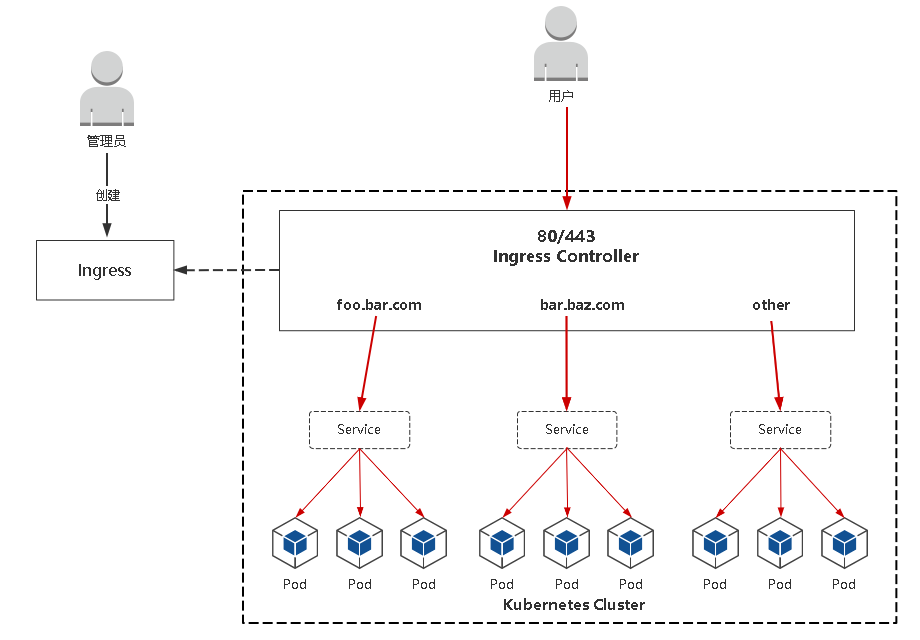 用户
管理员
创建
Ingress
80/443
Ingress Controller
foo.bar.com
bar.baz.com
other
Service
Service
Service
Pod
Pod
Pod
Pod
Pod
Pod
Pod
Pod
Pod
Kubernetes Cluster